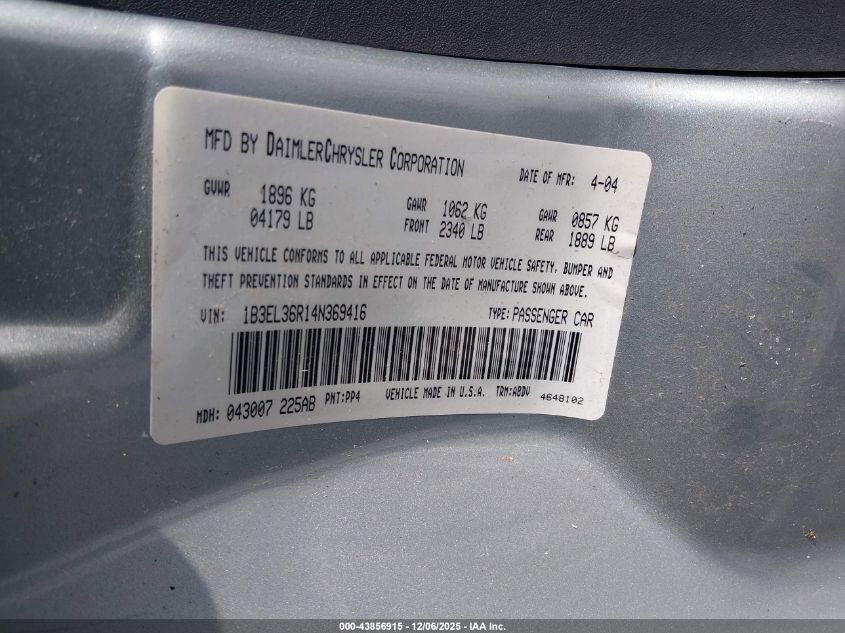 MFD BY DAIMLERCHRYSLER CORPORATION DATE OF MFR: 4-04
GVWR 1896 KG GAWR 1062 KG GAWR 0857 KG
04179 LB FRONT 2340 LB REAR 1889 LB
THIS VEHICLE CONFORMS TO ALL APPLICABLE FEDERAL MOTOR VEHICLE SAFETY, BUMPER AND
THEFT PREVENTION STANDARDS IN EFFECT ON THE DATE OF MANUFACTURE SHOWN ABOVE.
VIN: 1B3EL36R14N369416 TYPE: PASSENGER CAR
MDH: 043007 225AB PNT:PP4 VEHICLE MADE IN U.S.A. TRM:ABDV 4648102
000-43856915 - 12/06/2025 - IAA Inc.